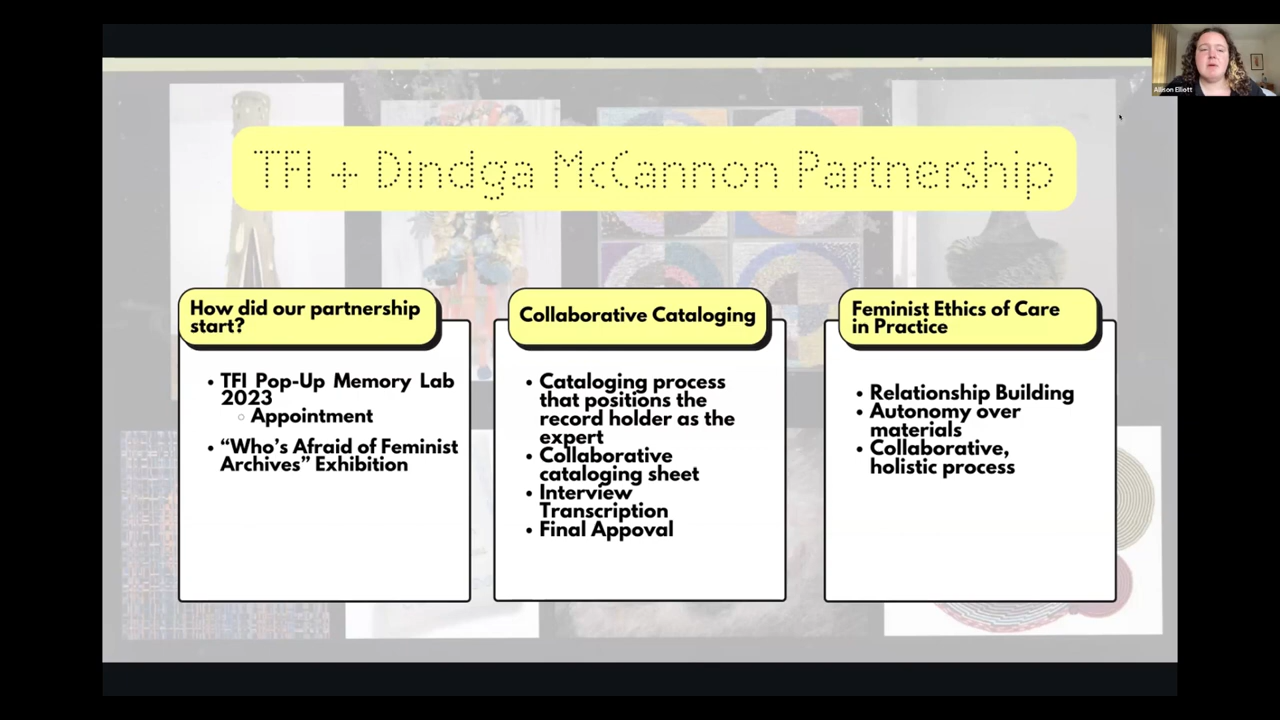 Allison Elliott
TFI + Dindga McCannon Partnership
How did our partnership
start?
• TFI Pop-Up Memory Lab
2023
○ Appointment
• “Who’s Afraid of Feminist
Archives” Exhibition
Collaborative Cataloging
• Cataloging process
that positions the
record holder as the
expert
• Collaborative
cataloging sheet
• Interview
Transcription
• Final Appoval
Feminist Ethics of Care
in Practice
• Relationship Building
• Autonomy over
materials
• Collaborative,
holistic process